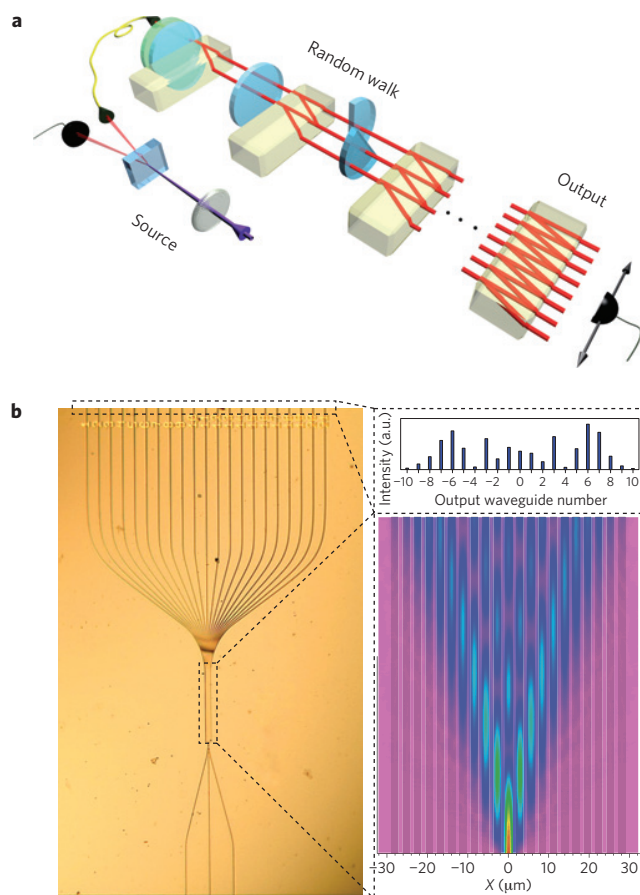 a
Random walk
Source
Output
b
Intensity (a.u.)
−10 −8 −6 −4 −2 0 2 4 6 8 10
Output waveguide number
−30 −20 −10 0 10 20 30
X (μm)